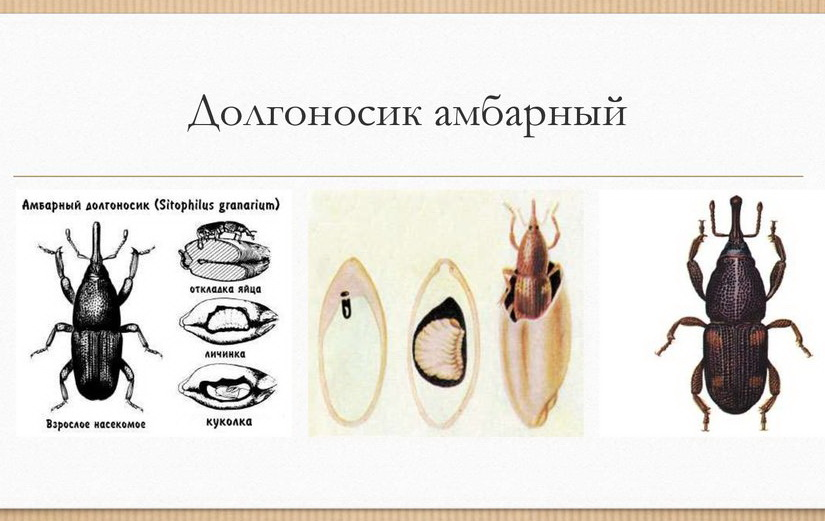 Долгоносик амбарный
Амбарный долгоносик (Sitophilus granarium)
откладка яйца
личинка
куколка
Взрослое насекомое